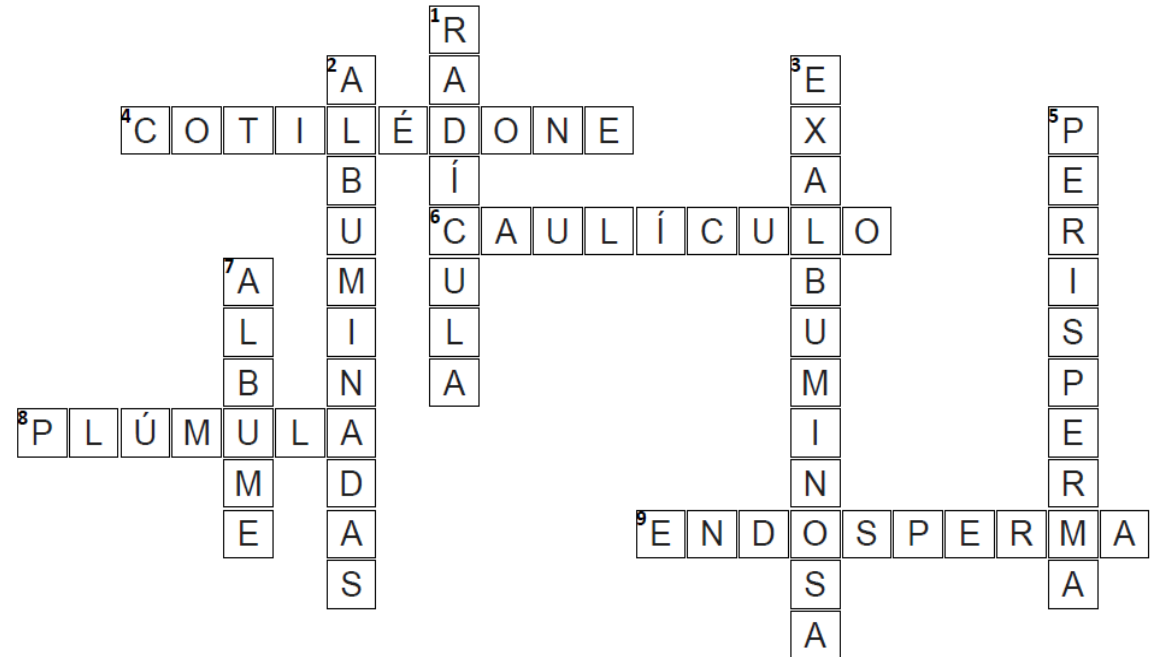 1 RADÍCULA
2 ALBUMINADAS
3 EXALBUMINOSA
4 COTILÉDONE
5 PERISPERMA
6 CAULÍCULO
7 ALBUME
8 PLÚMULA
9 ENDOSPERMA